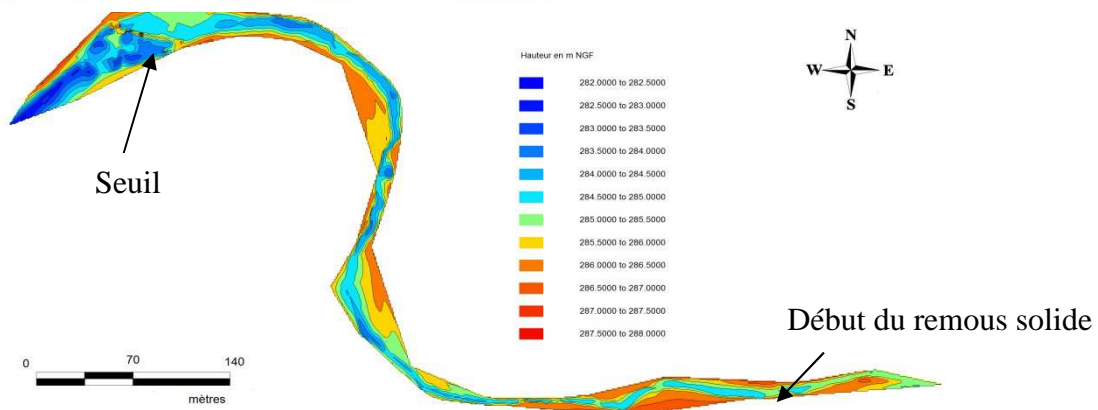 N
W E
S
Hauteur en m NGF
282.0000 to 282.5000
282.5000 to 283.0000
283.0000 to 283.5000
283.5000 to 284.0000
284.0000 to 284.5000
284.5000 to 285.0000
285.0000 to 285.5000
285.5000 to 286.0000
286.0000 to 286.5000
286.5000 to 287.0000
287.0000 to 287.5000
287.5000 to 288.0000
Seuil
Début du remous solide
0 70 140
mètres